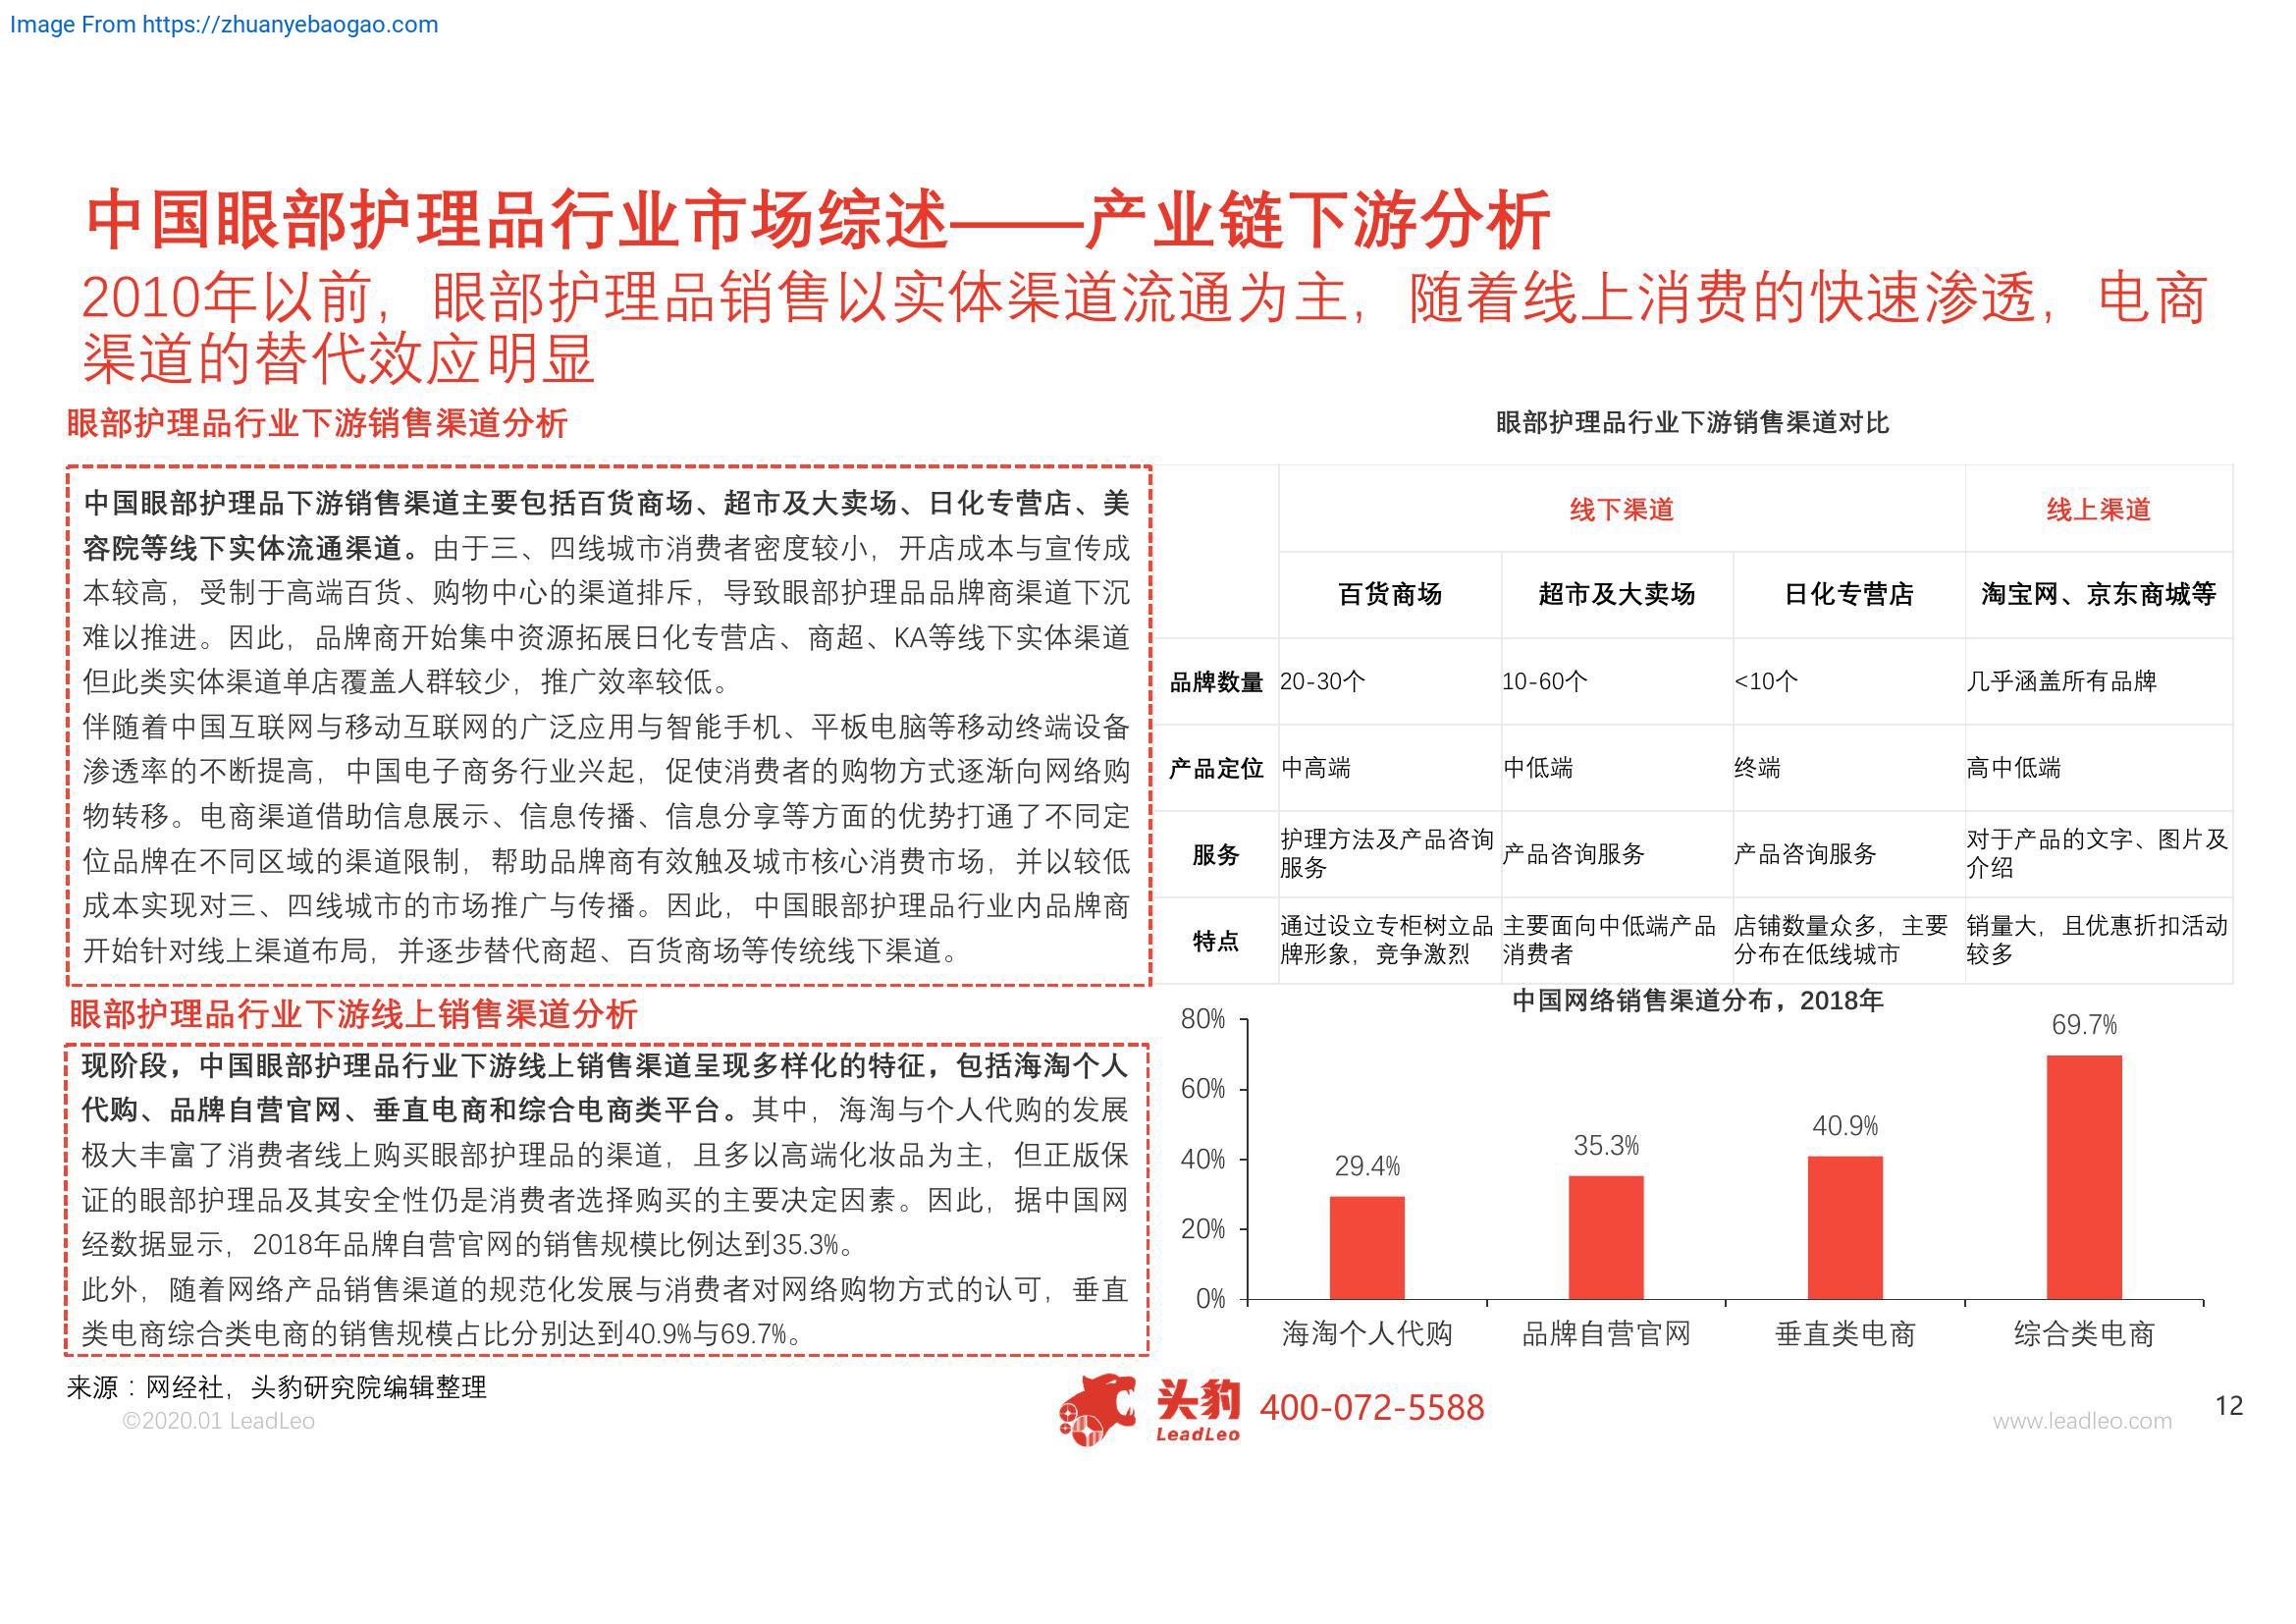 Image From https://zhuanyebaogao.com
中国眼部护理品行业市场综述——产业链下游分析
2010年以前，眼部护理品销售以实体渠道流通为主，随着线上消费的快速渗透，电商
渠道的替代效应明显
眼部护理品行业下游销售渠道分析
中国眼部护理品下游销售渠道主要包括百货商场、超市及大卖场、日化专营店、美
容院等线下实体流通渠道。由于三、四线城市消费者密度较小，开店成本与宣传成
本较高，受制于高端百货、购物中心的渠道排斥，导致眼部护理品品牌商渠道下沉
难以推进。因此，品牌商开始集中资源拓展日化专营店、商超、KA等线下实体渠道
但此类实体渠道单店覆盖人群较少，推广效率较低。
伴随着中国互联网与移动互联网的广泛应用与智能手机、平板电脑等移动终端设备
渗透率的不断提高，中国电子商务行业兴起，促使消费者的购物方式逐渐向网络购
物转移。电商渠道借助信息展示、信息传播、信息分享等方面的优势打通了不同定
位品牌在不同区域的渠道限制，帮助品牌商有效触及城市核心消费市场，并以较低
成本实现对三、四线城市的市场推广与传播。因此，中国眼部护理品行业内品牌商
开始针对线上渠道布局，并逐步替代商超、百货商场等传统线下渠道。
眼部护理品行业下游线上销售渠道分析
现阶段，中国眼部护理品行业下游线上销售渠道呈现多样化的特征，包括海淘个人
代购、品牌自营官网、垂直电商和综合电商类平台。其中，海淘与个人代购的发展
极大丰富了消费者线上购买眼部护理品的渠道，且多以高端化妆品为主，但正版保
证的眼部护理品及其安全性仍是消费者选择购买的主要决定因素。因此，据中国网
经数据显示，2018年品牌自营官网的销售规模比例达到35.3%。
此外，随着网络产品销售渠道的规范化发展与消费者对网络购物方式的认可，垂直
类电商综合类电商的销售规模占比分别达到40.9%与69.7%。
眼部护理品行业下游销售渠道对比
线下渠道 线上渠道
百货商场 超市及大卖场 日化专营店 淘宝网、京东商城等
品牌数量 20-30个 10-60个 <10个 几乎涵盖所有品牌
产品定位 中高端 中低端 终端 高中低端
服务 护理方法及产品咨询 产品咨询服务 产品咨询服务 对于产品的文字、图片及
服务 介绍
特点 通过设立专柜树立品 主要面向中低端产品 店铺数量众多，主要 销量大，且优惠折扣活动
牌形象，竞争激烈 消费者 分布在低线城市 较多
中国网络销售渠道分布，2018年
80%
60%
40%
20%
0%
29.4% 35.3% 40.9% 69.7%
海淘个人代购 品牌自营官网 垂直类电商 综合类电商
来源：网经社，头豹研究院编辑整理
©2020.01 LeadLeo
头豹
LeadLeo
400-072-5588
www.leadleo.com
12